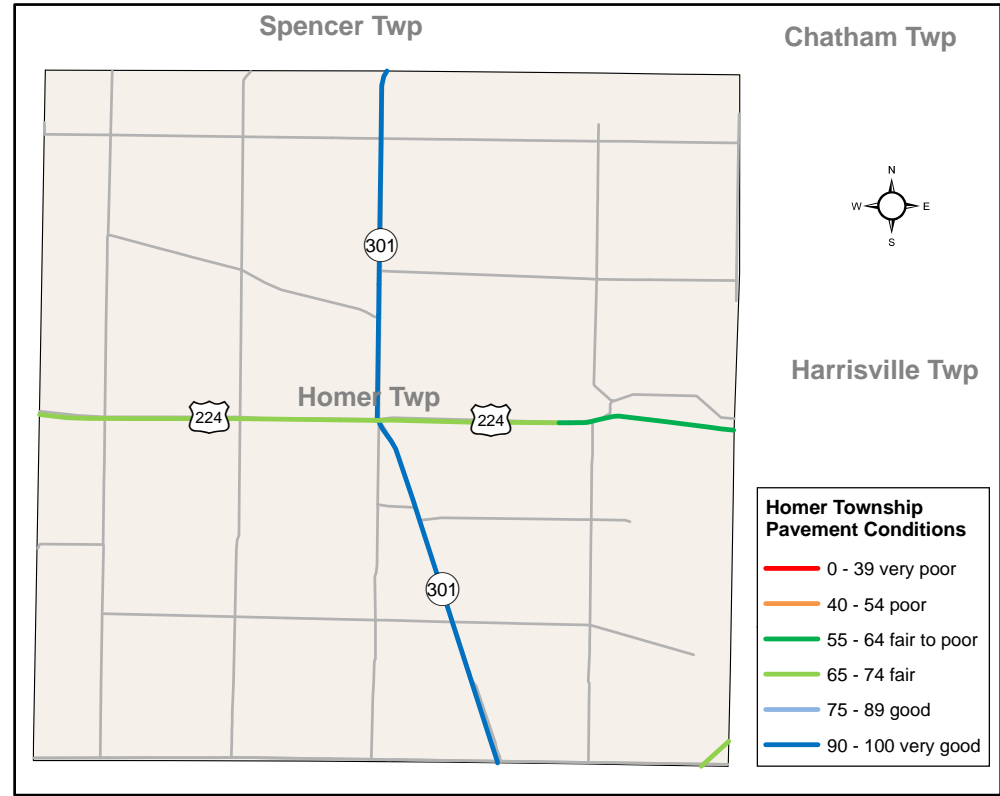 Spencer Twp
Chatham Twp
N
W E
S
301
Harrisville Twp
Homer Twp
224
224
301
Homer Township
Pavement Conditions
0 - 39 very poor
40 - 54 poor
55 - 64 fair to poor
65 - 74 fair
75 - 89 good
90 - 100 very good